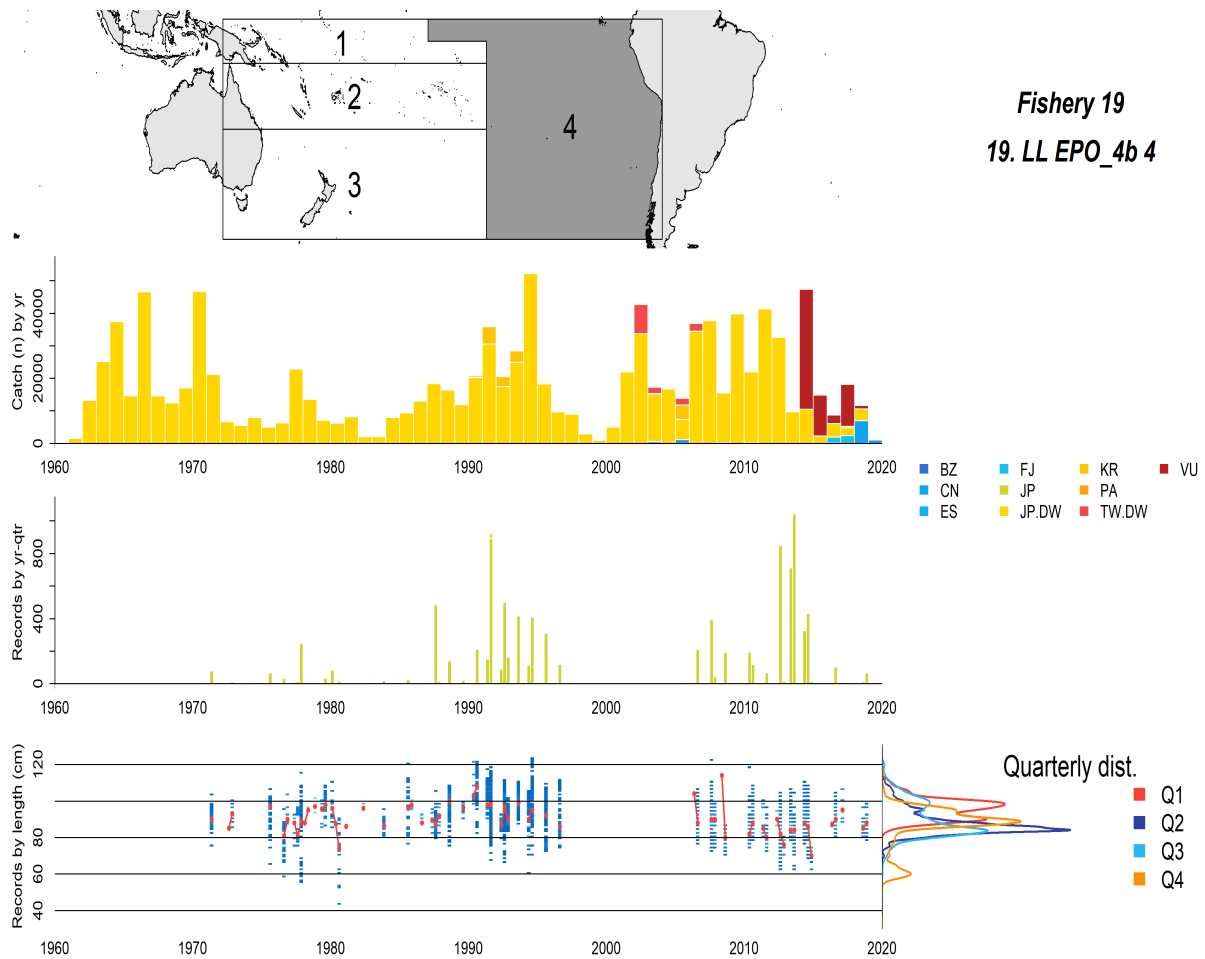 1
2
3
4
Fishery 19
19. LL EPO_4b 4
Catch (n) by yr
0 20000 40000
1960 1970 1980 1990 2000 2010 2020
BZ FJ KR VU
CN JP PA
ES JP.DW TW.DW
Records by yr-qtr
0 400 800
1960 1970 1980 1990 2000 2010 2020
Records by length (cm)
40 60 80 120
Quarterly dist.
Q1
Q2
Q3
Q4
1960 1970 1980 1990 2000 2010 2020